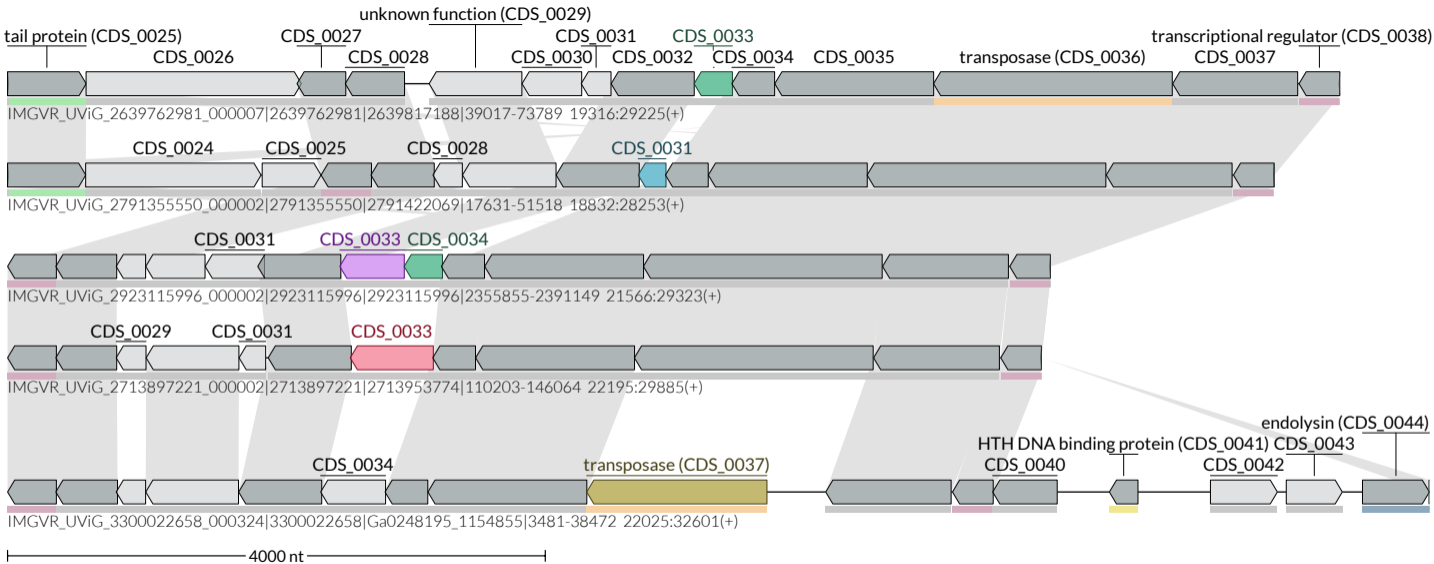 unknown function (CDS_0029)
tail protein (CDS_0025) CDS_0027 CDS_0031 CDS_0033 transcriptional regulator (CDS_0038)
CDS_0026 CDS_0028 CDS_0030 CDS_0032 CDS_0034 CDS_0035 transposase (CDS_0036) CDS_0037
IMGVR_UViG_2639762981_000007|2639762981|2639817188|39017-73789 19316:29225(+)
CDS_0024 CDS_0025 CDS_0028 CDS_0031
IMGVR_UViG_2791355550_000002|2791355550|2791422069|17631-51518 18832:28253(+)
CDS_0031 CDS_0033 CDS_0034
IMGVR_UViG_2923115996_000002|2923115996|2923115996|2355855-2391149 21566:29323(+)
CDS_0029 CDS_0031 CDS_0033
IMGVR_UViG_2713897221_000002|2713897221|2713953774|110203-146064 22195:29885(+)
endolysin (CDS_0044)
HTH DNA binding protein (CDS_0041) CDS_0043
CDS_0034 transposase (CDS_0037) CDS_0040 CDS_0042
IMGVR_UViG_3300022658_000324|3300022658|Ga0248195_1154855|3481-38472 22025:32601(+)
4000 nt